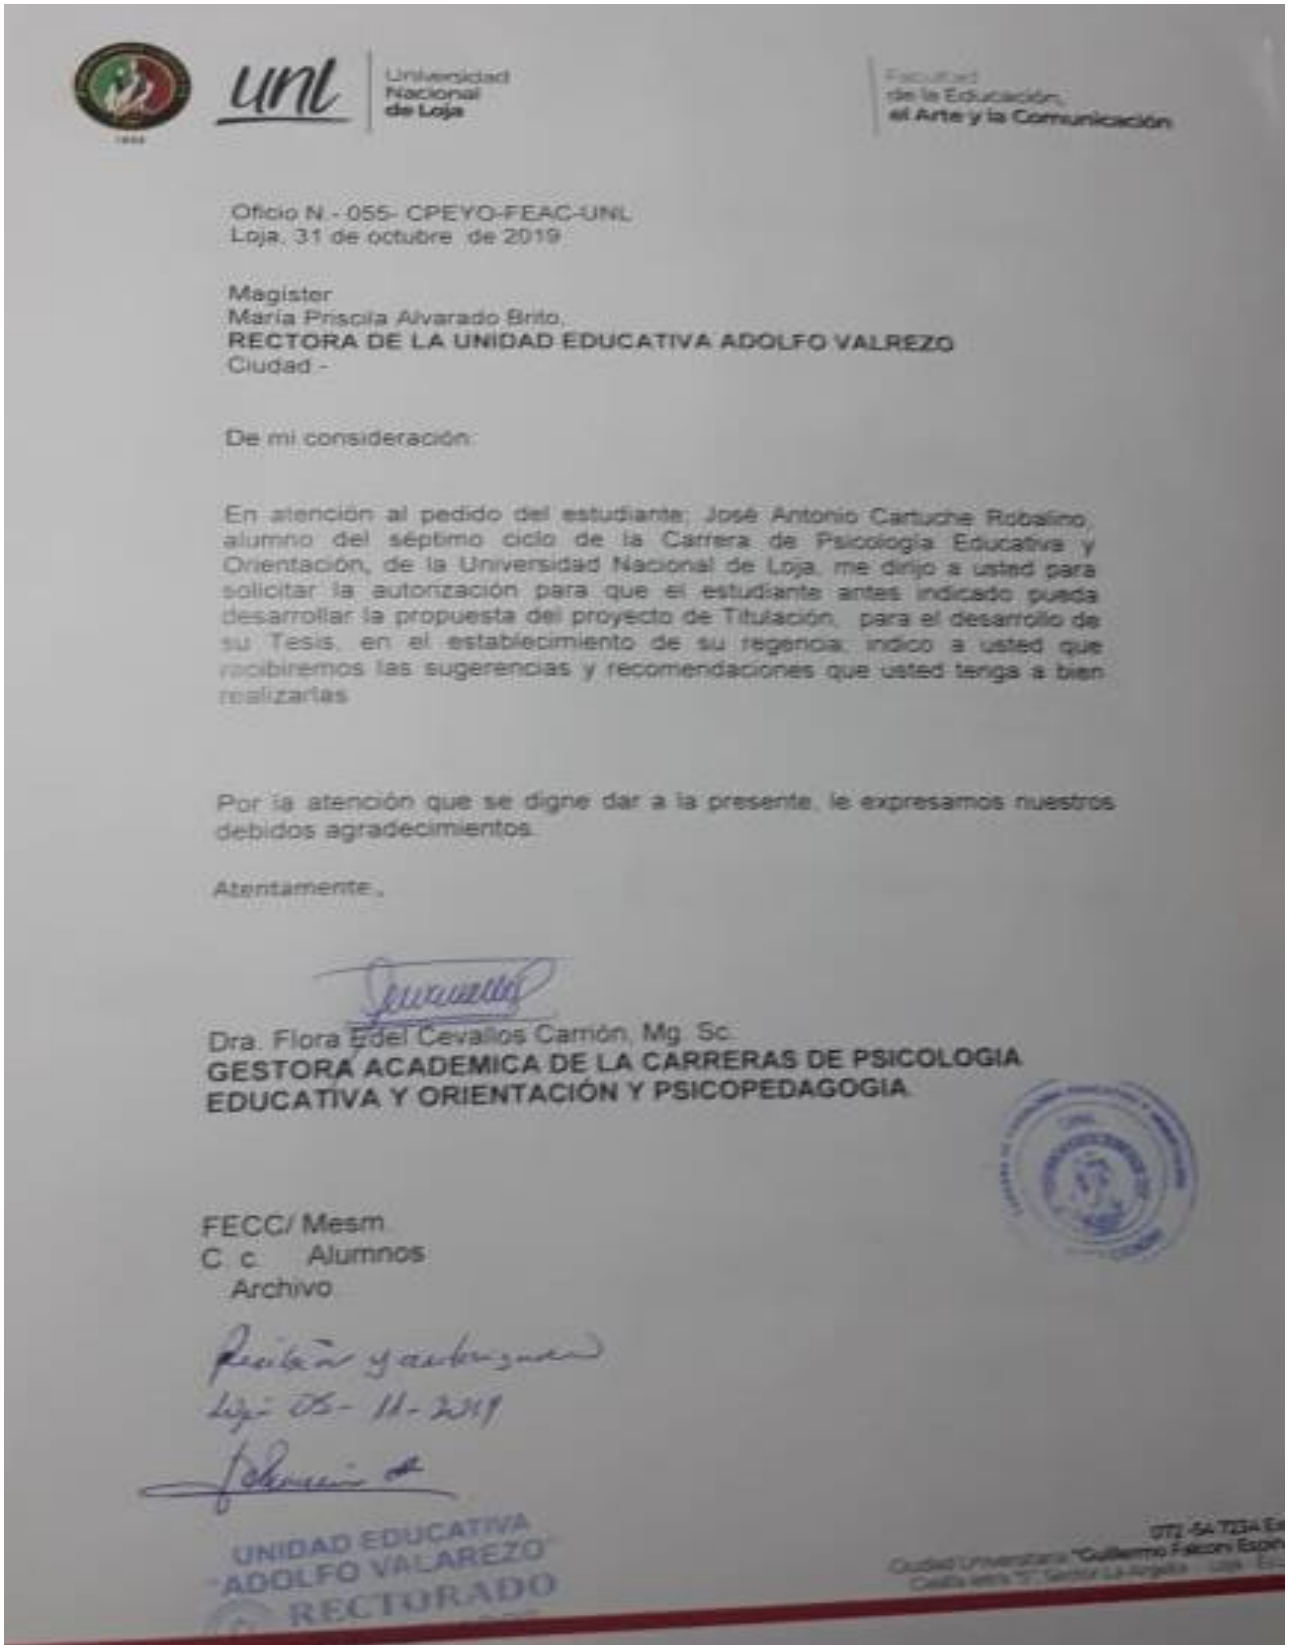 unl
Universidad
Nacional
de Loja
Facultad
de la Educación,
el Arte y la Comunicación
Oficio N.- 055- CPEYO-FEAC-UNL
Loja, 31 de octubre de 2019
Magister
María Priscila Alvarado Brito,
RECTORA DE LA UNIDAD EDUCATIVA ADOLFO VALREZO
Ciudad.-
De mi consideración:
En atención al pedido del estudiante; José Antonio Cartuche Robalino,
alumno del séptimo ciclo de la Carrera de Psicología Educativa y
Orientación, de la Universidad Nacional de Loja, me dirijo a usted para
solicitar la autorización para que el estudiante antes indicado pueda
desarrollar la propuesta del proyecto de Titulación, para el desarrollo de
su Tesis, en el establecimiento de su regencia, indico a usted que
recibiremos las sugerencias y recomendaciones que usted tenga a bien
realizarlas
Por la atención que se digne dar a la presente, le expresamos nuestros
debidos agradecimientos.
Atentamente.,
Dra. Flora Edel Cevallos Carrión, Mg. Sc.
GESTORA ACADEMICA DE LA CARRERAS DE PSICOLOGIA
EDUCATIVA Y ORIENTACIÓN Y PSICOPEDAGOGIA.
FECC/ Mesm.
C. c. Alumnos
Archivo.
05-11-2019
UNIDAD EDUCATIVA
"ADOLFO VALAREZO"
RECTORADO
072 -54 7234
Ciudad Universitaria "Guillermo Falconí
Sector La Argelia - Loja